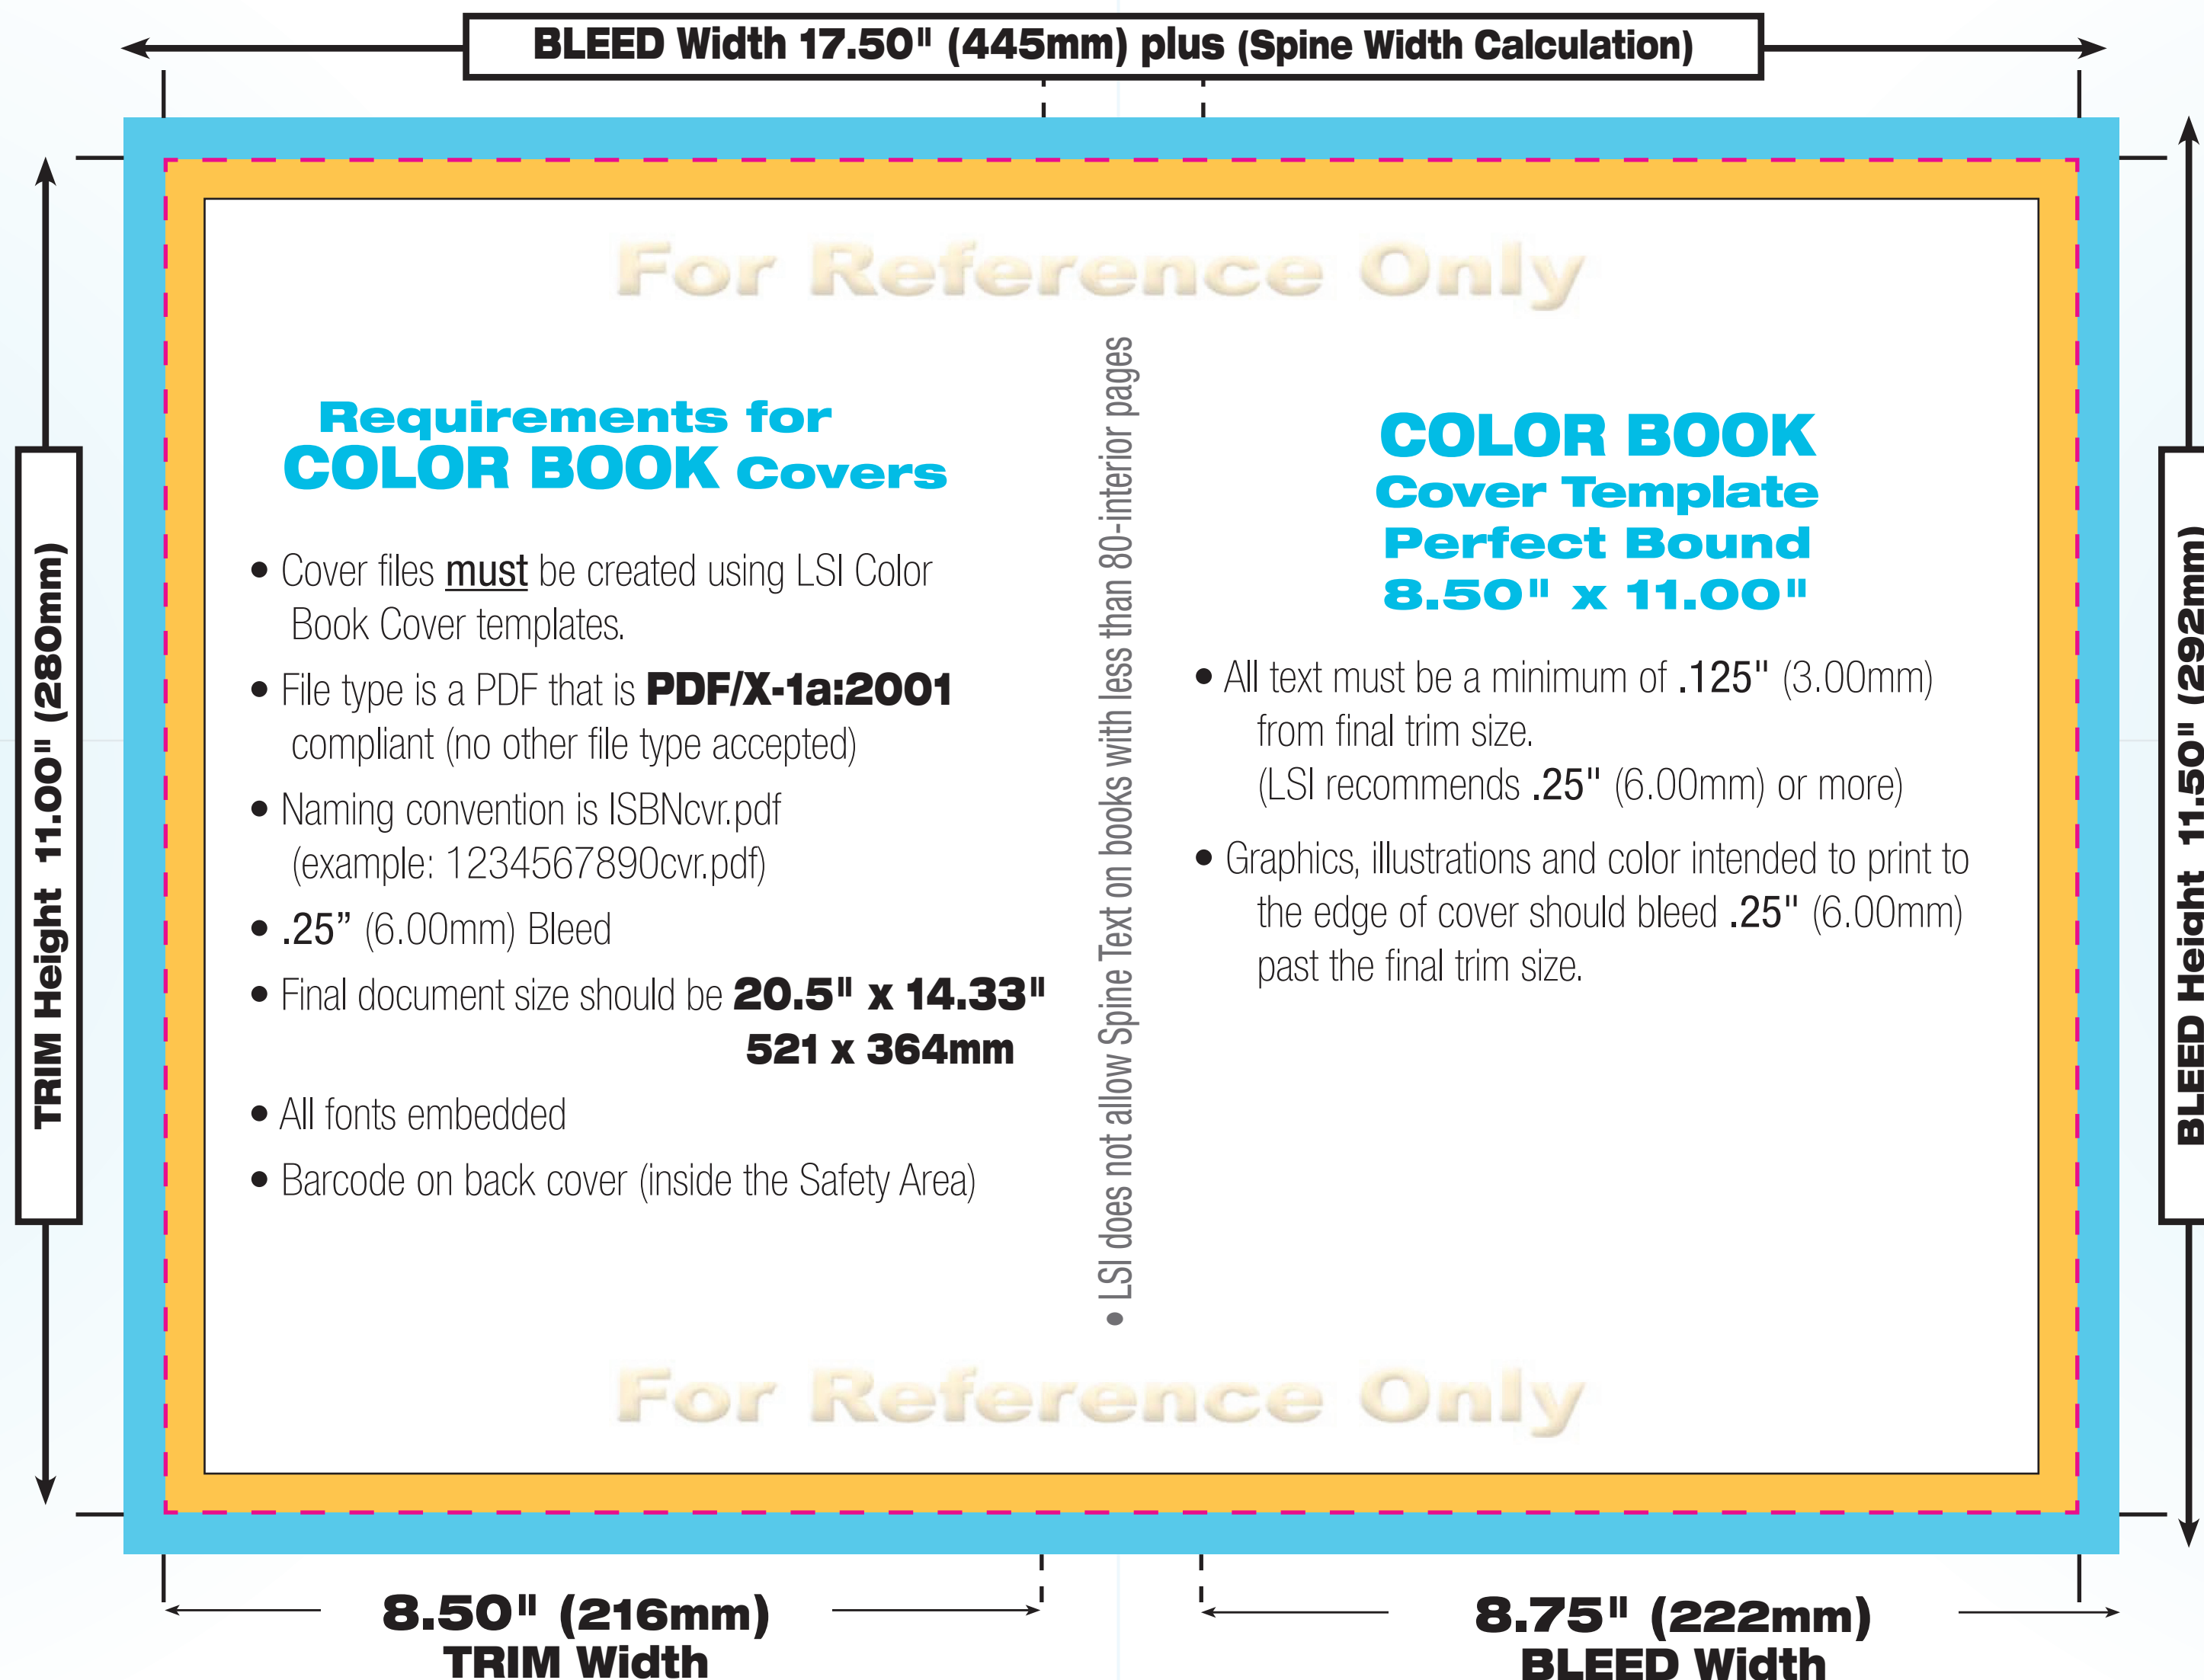 BLEED Width 17.50" (445mm) plus (Spine Width Calculation)
TRIM Height 11.00" (280mm)
For Reference Only
Requirements for
COLOR BOOK Covers
• Cover files must be created using LSI Color
Book Cover templates.
• File type is a PDF that is PDF/X-1a:2001
compliant (no other file type accepted)
• Naming convention is ISBNcvr.pdf
(example: 1234567890cvr.pdf)
• .25” (6.00mm) Bleed
• Final document size should be 20.5" x 14.33"
521 x 364mm
• All fonts embedded
• Barcode on back cover (inside the Safety Area)
• LSI does not allow Spine Text on books with less than 80-interior pages
COLOR BOOK
Cover Template
Perfect Bound
8.50" x 11.00"
• All text must be a minimum of .125" (3.00mm)
from final trim size.
(LSI recommends .25" (6.00mm) or more)
• Graphics, illustrations and color intended to print to
the edge of cover should bleed .25" (6.00mm)
past the final trim size.
For Reference Only
BLEED Height 11.50" (292mm)
8.50" (216mm)
TRIM Width
8.75" (222mm)
BLEED Width